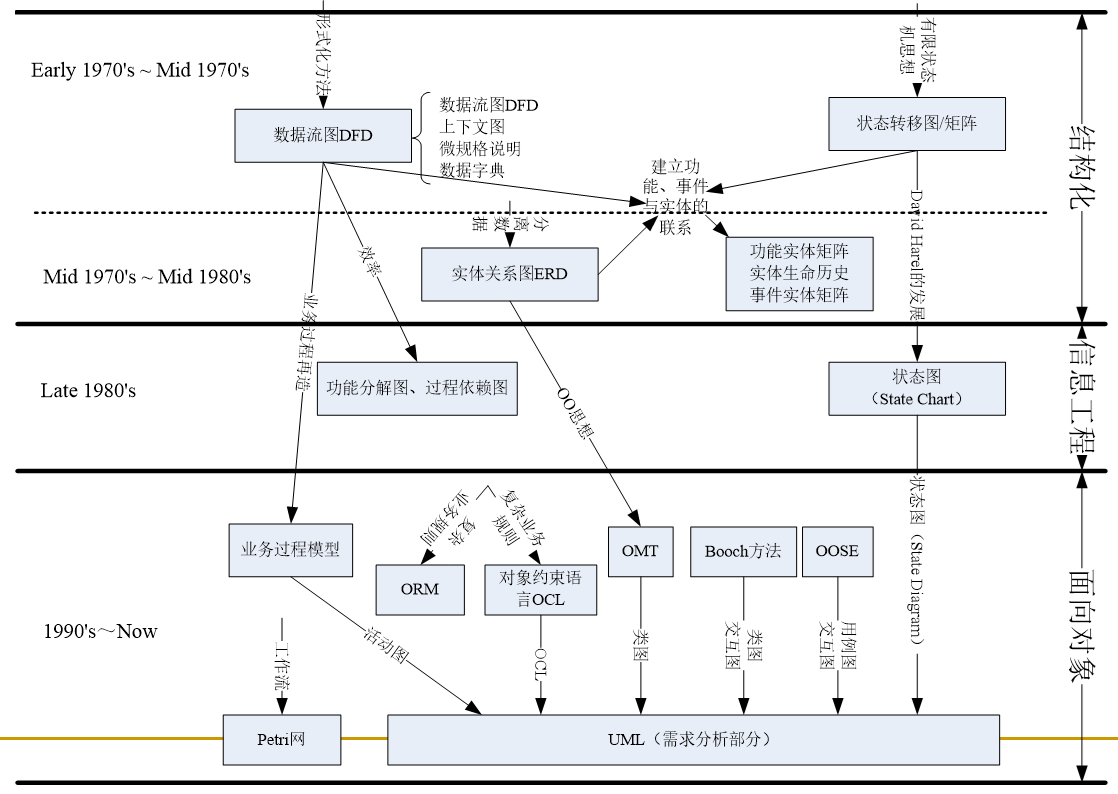 形式化方法
有限状态
机思想
Early 1970's ~ Mid 1970's
数据流图DFD
数据流图DFD
上下文图
微规格说明
数据字典
状态转移图/矩阵
结构化
建立功
能、事件
与实体的
联系
David Harel的发展
分离
数据
Mid 1970's ~ Mid 1980's
效率
实体关系图ERD
功能实体矩阵
实体生命历史
事件实体矩阵
业务过程再造
Late 1980's
功能分解图、过程依赖图
OO思想
状态图
（State Chart）
信息工程
复杂
业务规则
复杂业务
规则
状态图（State Diagram）
业务过程模型
ORM
对象约束语
言OCL
OMT
Booch方法
OOSE
面向对象
1990's～Now
工作流
活动图
OCL
类图
类图
交互图
用例图
交互图
Petri网
UML（需求分析部分）